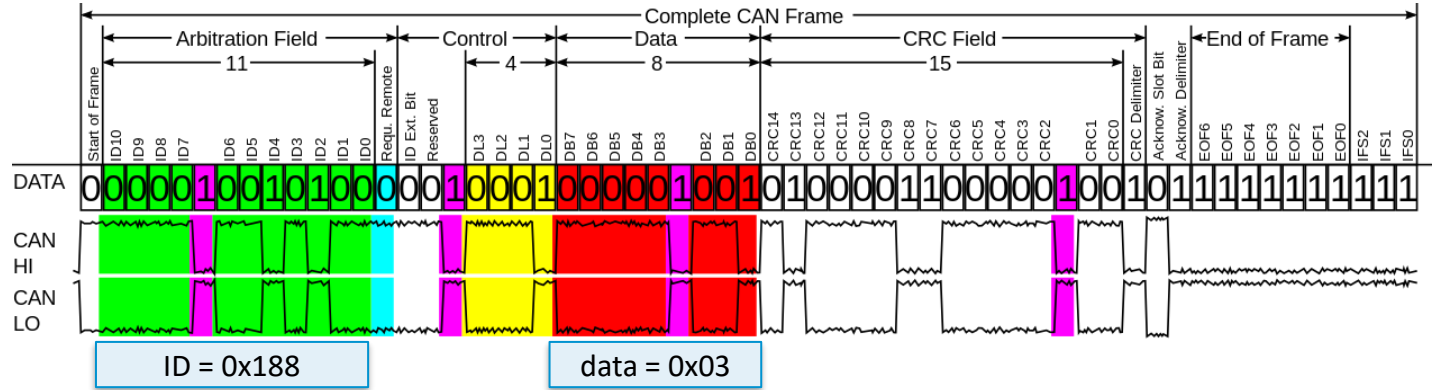 Complete CAN Frame
Arbitration Field Control Data CRC Field End of Frame
11 4 8 15
Start of Frame ID10 ID9 ID8 ID7 ID6 ID5 ID4 ID3 ID2 ID1 ID0 Requ. Remote ID Ext. Bit Reserved DL3 DL2 DL1 DL0 DB7 DB6 DB5 DB4 DB3 DB2 DB1 DB0 CRC14 CRC13 CRC12 CRC11 CRC10 CRC9 CRC8 CRC7 CRC6 CRC5 CRC4 CRC3 CRC2 CRC1 CRC0 CRC Delimiter Acknow. Slot Bit Acknow. Delimiter EOF6 EOF5 EOF4 EOF3 EOF2 EOF1 EOF0 IFS2 IFS1 IFS0
DATA 0 0 0 0 0 1 0 0 1 0 1 0 0 0 0 0 1 0 0 0 1 0 0 0 0 0 1 0 0 1 0 1 0 0 0 0 1 1 0 0 0 0 0 1 0 0 1 0 1 1 1 1 1 1 1 1 1 1 1
CAN
HI
CAN
LO
ID = 0x188 data = 0x03